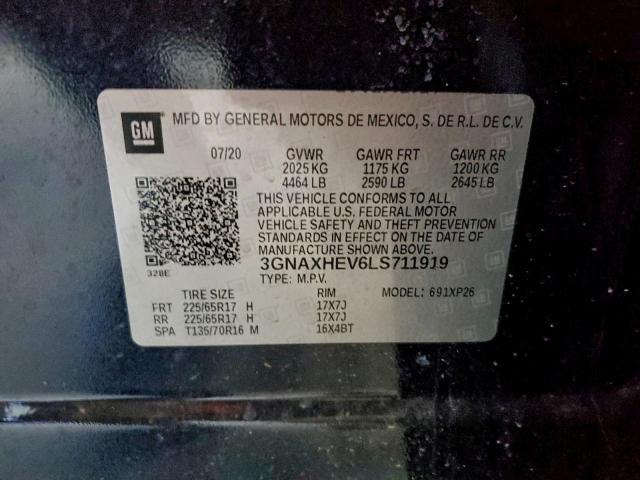 GM
MFD BY GENERAL MOTORS DE MEXICO, S. DE R.L. DE C.V.
07/20 GVWR GAWR FRT GAWR RR
2025 KG 1175 KG 1200 KG
4464 LB 2590 LB 2645 LB
THIS VEHICLE CONFORMS TO ALL
APPLICABLE U.S. FEDERAL MOTOR
VEHICLE SAFETY AND THEFT PREVENTION
STANDARDS IN EFFECT ON THE DATE OF
MANUFACTURE SHOWN ABOVE.
3GNAXHEV6LS711919
328E
TYPE: M.P.V.
TIRE SIZE RIM MODEL: 691XP26
FRT 225/65R17 H 17X7J
RR 225/65R17 H 17X7J
SPA T135/70R16 M 16X4BT